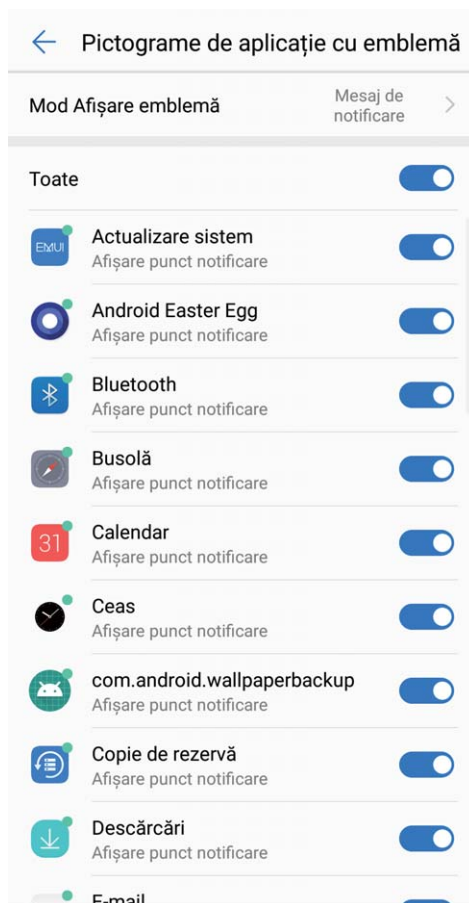 Pictograme de aplicație cu emblemă
Mod Afișare emblemă
Mesaj de
notificare
Toate
EMUI
Actualizare sistem
Afișare punct notificare
Android Easter Egg
Afișare punct notificare
Bluetooth
Afișare punct notificare
Busolă
Afișare punct notificare
31
Calendar
Afișare punct notificare
Ceas
Afișare punct notificare
com.android.wallpaperbackup
Afișare punct notificare
Copie de rezervă
Afișare punct notificare
Descărcări
Afișare punct notificare
E-mail